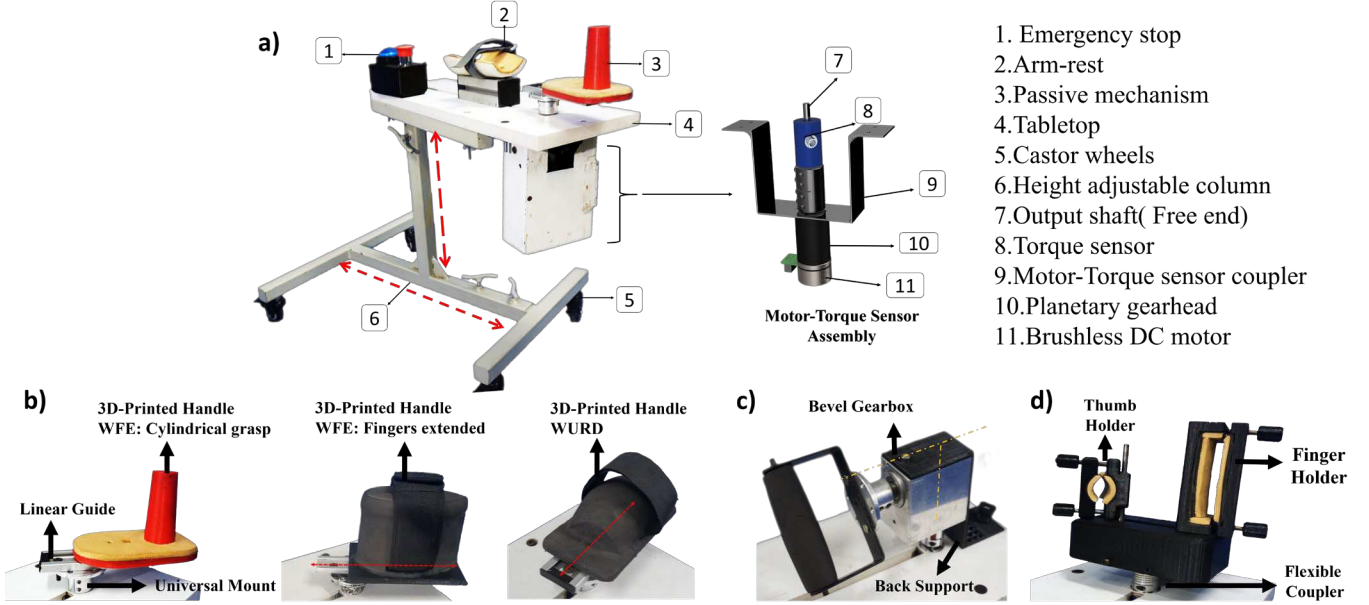 a)
1
2
3
4
5
6
7
8
9
10
11
Motor-Torque Sensor
Assembly
1. Emergency stop
2.Arm-rest
3.Passive mechanism
4.Tabletop
5.Castor wheels
6.Height adjustable column
7.Output shaft( Free end)
8.Torque sensor
9.Motor-Torque sensor coupler
10.Planetary gearhead
11.Brushless DC motor
b)
3D-Printed Handle
WFE: Cylindrical grasp
Linear Guide
Universal Mount
3D-Printed Handle
WFE: Fingers extended
3D-Printed Handle
WURD
c)
Bevel Gearbox
Back Support
d)
Thumb
Holder
Finger
Holder
Flexible
Coupler